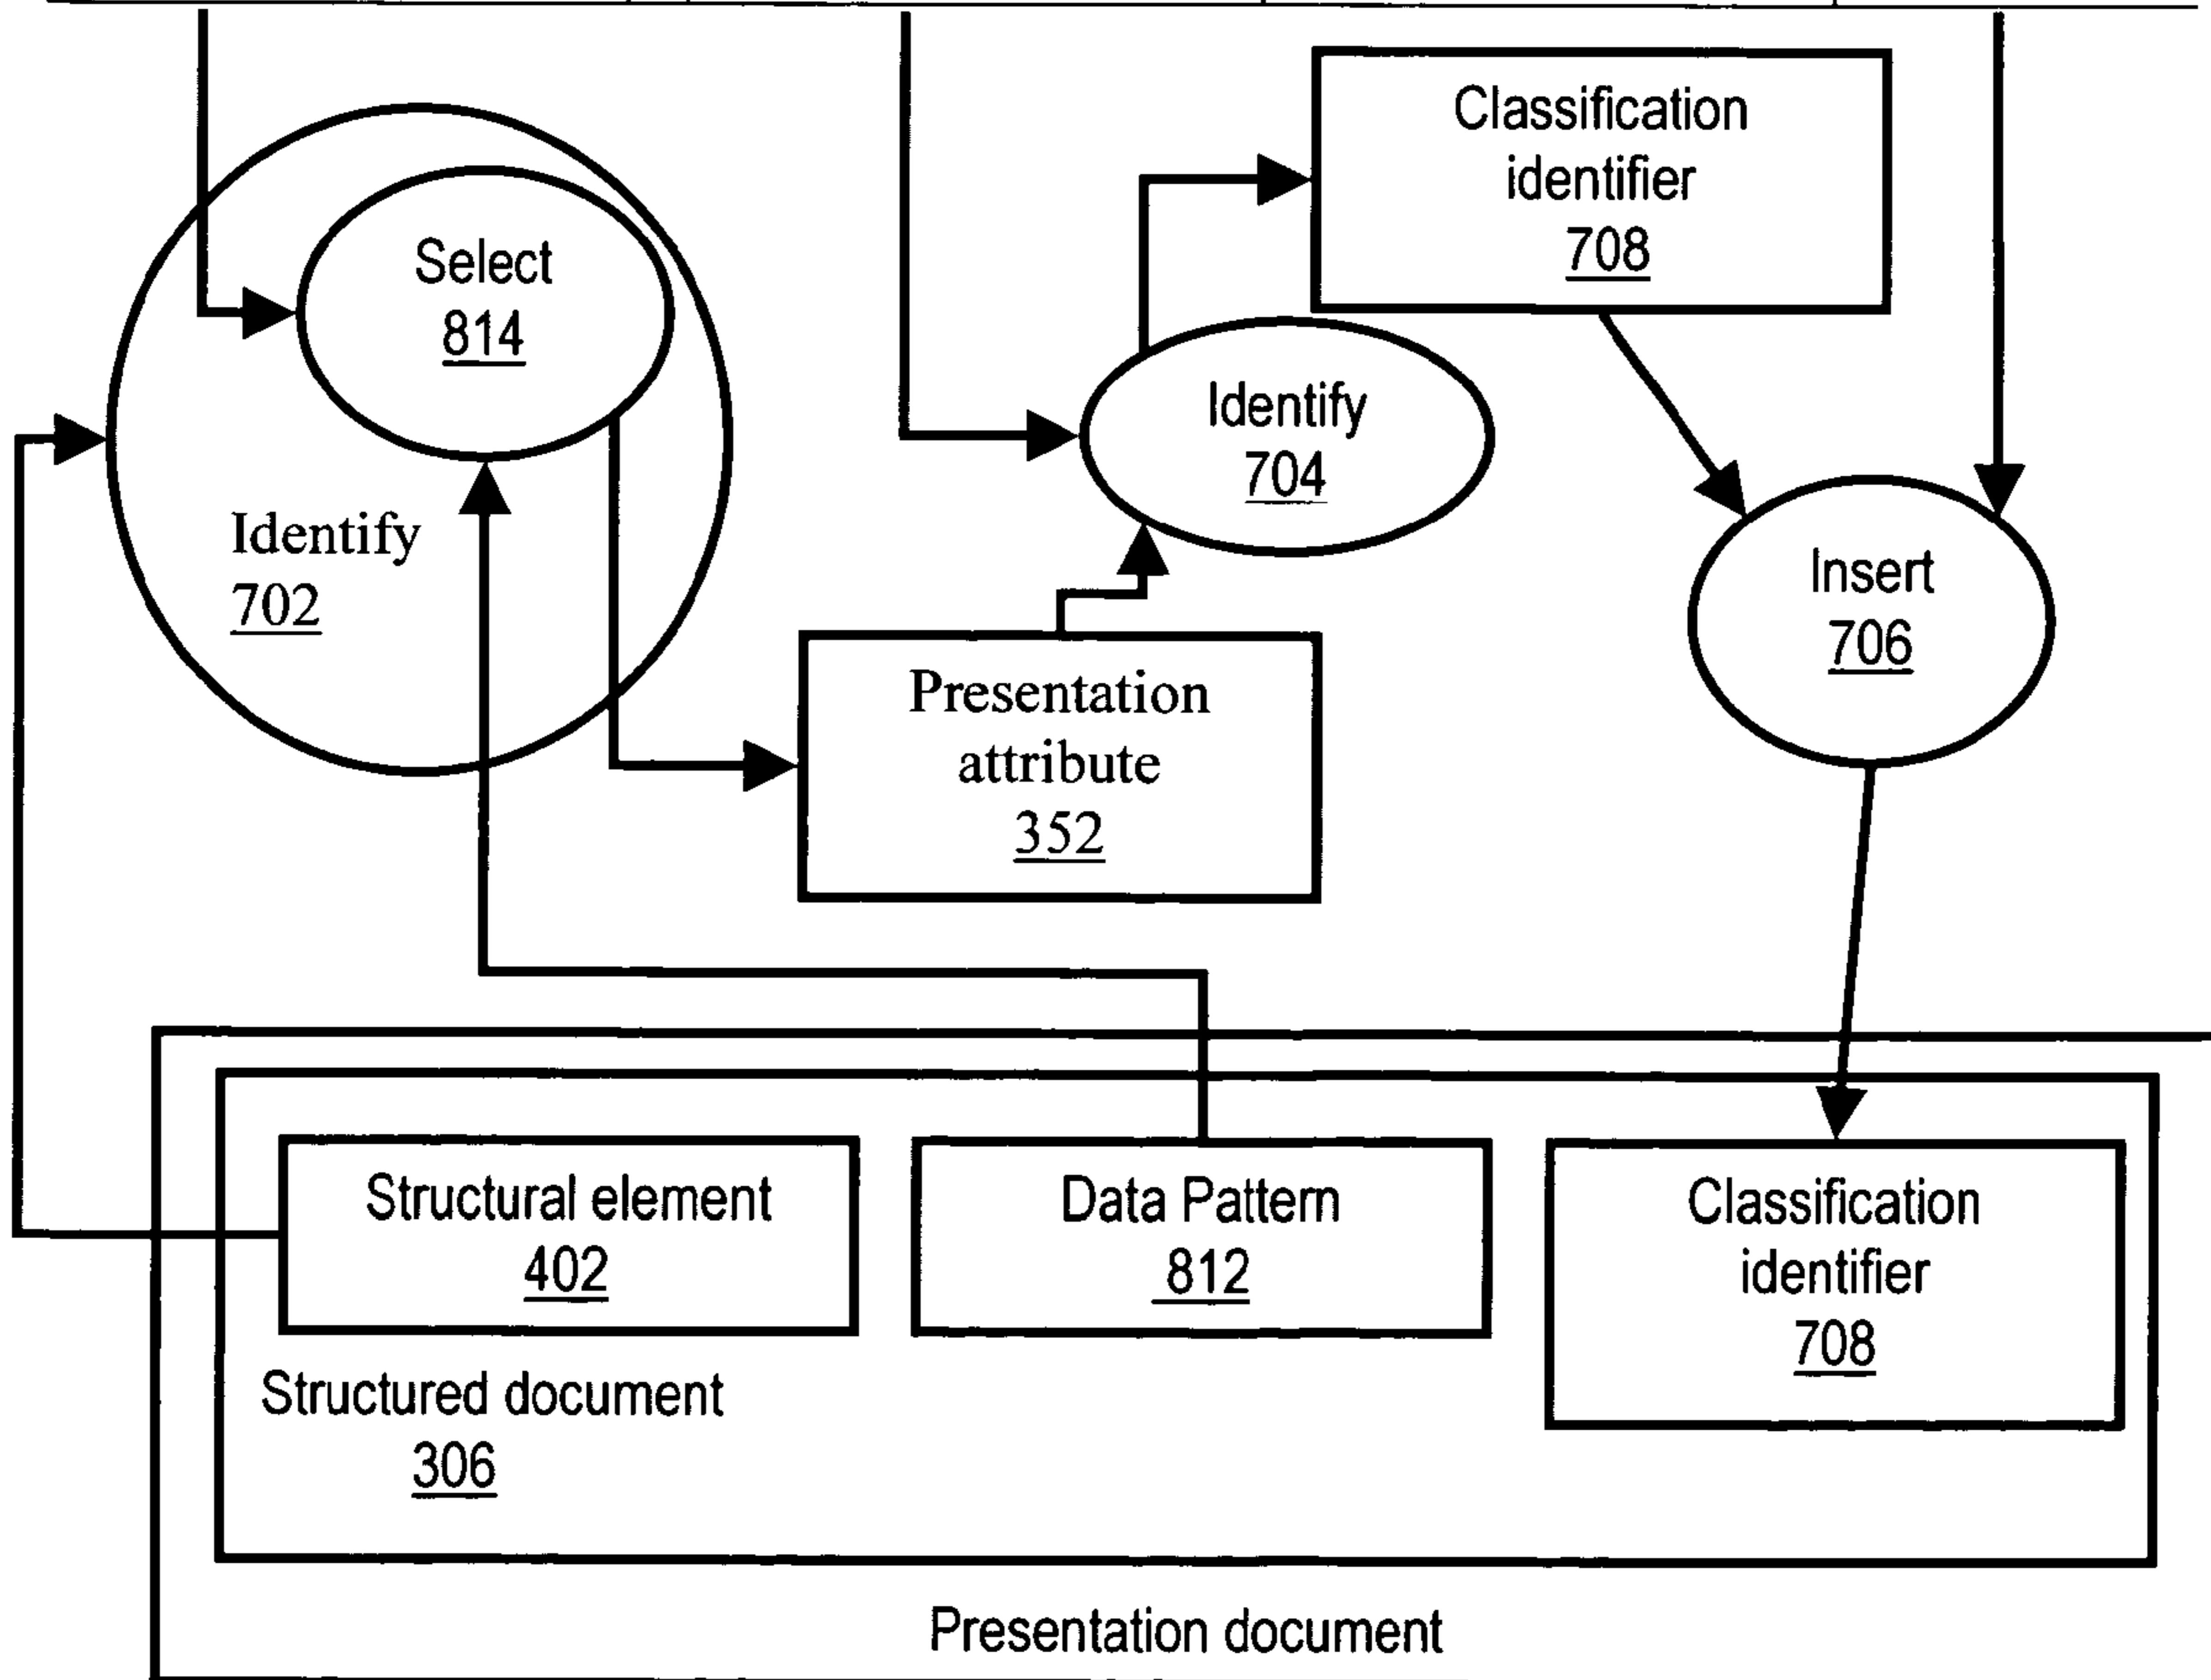 Classification
identifier
708
Select
814
Identify
704
Identify
702
Insert
706
Presentation
attribute
352
Structural element
402
Data Pattern
812
Classification
identifier
708
Structured document
306
Presentation document